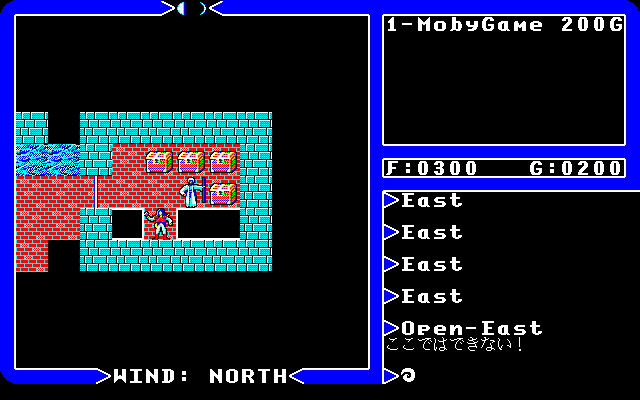 1-MobyGame 200G
F:0300 G:0200
East
East
East
East
Open-East
ここではできない!
WIND: NORTH